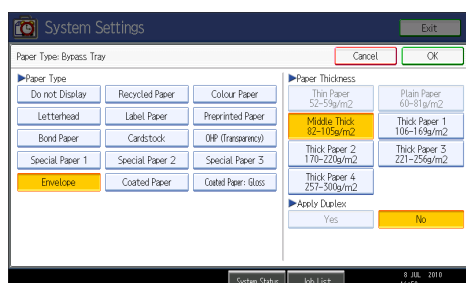 System Settings
Exit
Paper Type: Bypass Tray
Cancel
OK
Paper Type
Do not Display
Recycled Paper
Colour Paper
Letterhead
Label Paper
Preprinted Paper
Bond Paper
Cardstock
OHP (Transparency)
Special Paper 1
Special Paper 2
Special Paper 3
Envelope
Coated Paper
Coated Paper: Gloss
Paper Thickness
Thin Paper
52-59g/m2
Plain Paper
60-81g/m2
Middle Thick
82-105g/m2
Thick Paper 1
106-169g/m2
Thick Paper 2
170-220g/m2
Thick Paper 3
221-256g/m2
Thick Paper 4
257-300g/m2
Apply Duplex
Yes
No
System Status
Job List
8 JUL 2010